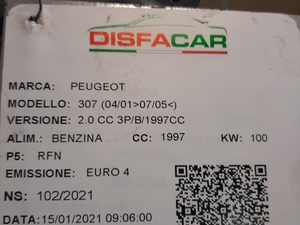 DISFACAR
MARCA: PEUGEOT
MODELLO: 307 (04/01>07/05<)
VERSIONE: 2.0 CC 3P/B/1997CC
ALIM.: BENZINA CC: 1997 KW: 100
P5: RFN
EMISSIONE: EURO 4
NS: 102/2021
DATA:15/01/2021 09:06:00